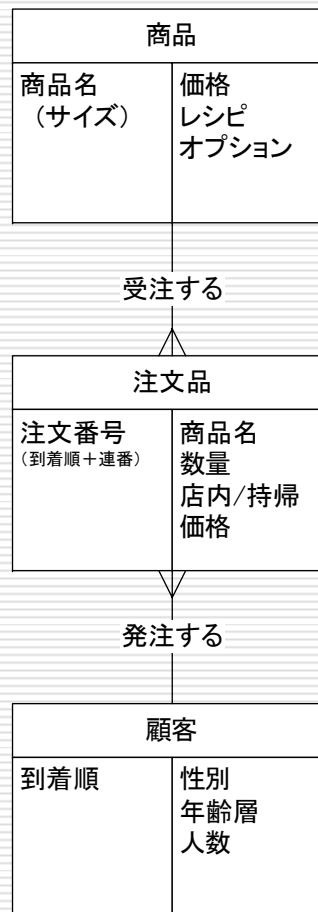 商品
商品名
（サイズ）
価格
レシピ
オプション
受注する
注文品
注文番号
（到着順＋連番）
商品名
数量
店内/持帰
価格
発注する
顧客
到着順
性別
年齢層
人数